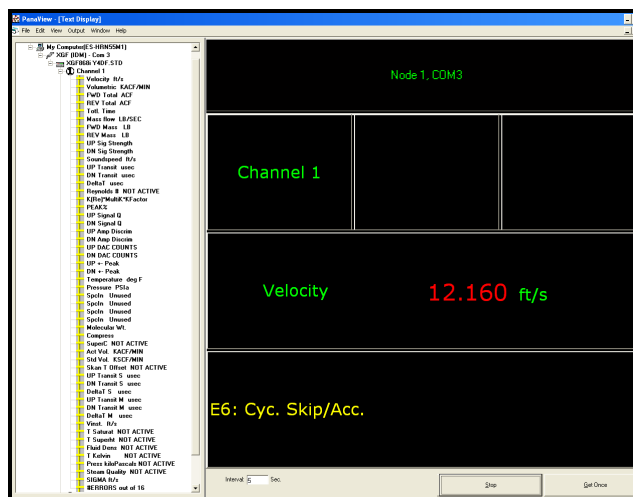 PanaView - [Text Display]
File Edit View Output Window Help
My Computer(ES-HRN55M1)
XGF (IDM) - Com 3
XGF868i Y4DF.STD
Channel 1
Velocity ft/s
Volumetric KACF/MIN
FWD Total ACF
REV Total ACF
Totl. Time
Mass flow LB/SEC
FWD Mass LB
REV Mass LB
UP Sig Strength
DN Sig Strength
Soundspeed ft/s
UP Transit usec
DN Transit usec
DeltaT usec
Reynolds # NOT ACTIVE
K(Re)*MultiK*KFactor
PEAK%
UP Signal Q
DN Signal Q
UP Amp Discrim
DN Amp Discrim
UP DAC COUNTS
DN DAC COUNTS
UP +- Peak
DN +- Peak
Temperature deg F
Pressure PSIa
SpcIn Unused
SpcIn Unused
SpcIn Unused
SpcIn Unused
Molecular Wt.
Compress
SuperC NOT ACTIVE
Act Vol. KACF/MIN
Std Vol. KSCF/MIN
Skan T Offset NOT ACTIVE
UP Transit S usec
DN Transit S usec
DeltaT S usec
UP Transit M usec
DN Transit M usec
DeltaT M usec
Vinst. ft/s
T Saturat NOT ACTIVE
T Superht NOT ACTIVE
Fluid Dens NOT ACTIVE
T Kelvin NOT ACTIVE
Press kiloPascals NOT ACTIVE
Steam Quality NOT ACTIVE
SIGMA ft/s
#ERRORS out of 16
Node 1, COM3
Channel 1
Velocity 12.160 ft/s
E6: Cyc. Skip/Acc.
Interval: 5 Sec. Stop Get Once